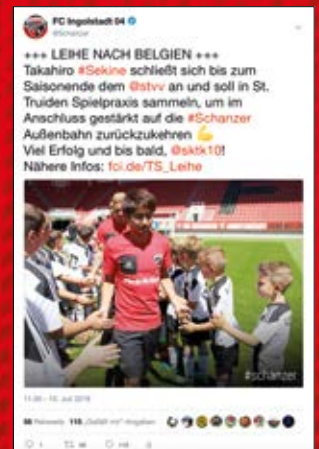 FC Ingolstadt 04
@Schanzer
+++ LEIHE NACH BELGIEN +++
Takahiro #Sekine schließt sich bis zum
Saisonende dem @stvv an und soll in St.
Truiden Spielpraxis sammeln, um im
Anschluss gestärkt auf die #Schanzer
Außenbahn zurückzukehren 💪
Viel Erfolg und bis bald, @sktk10!
Nähere Infos: fci.de/TS_Leihe
#schanzer